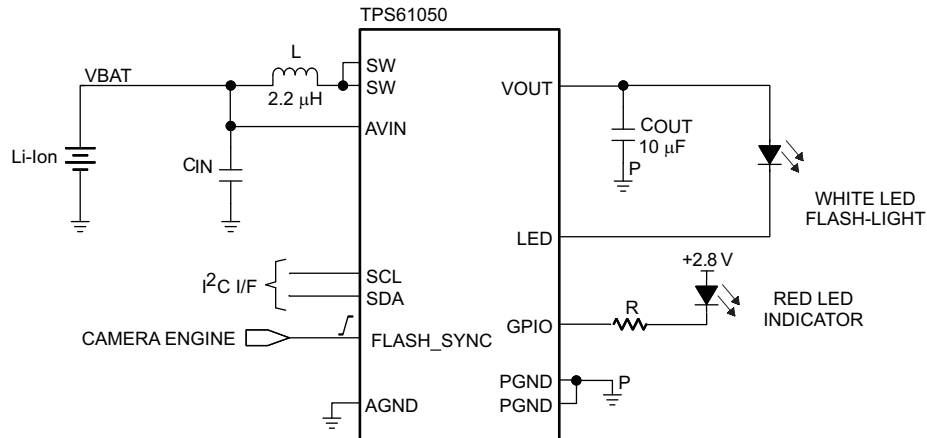 TPS61050
L
VBAT
2.2 μH
SW
SW
AVIN
Li-Ion
CIN
VOUT
COUT
10 μF
P
WHITE LED
FLASH-LIGHT
LED
+2.8 V
I2C I/F
SCL
SDA
R
GPIO
RED LED
INDICATOR
CAMERA ENGINE
FLASH_SYNC
PGND
P
PGND
AGND